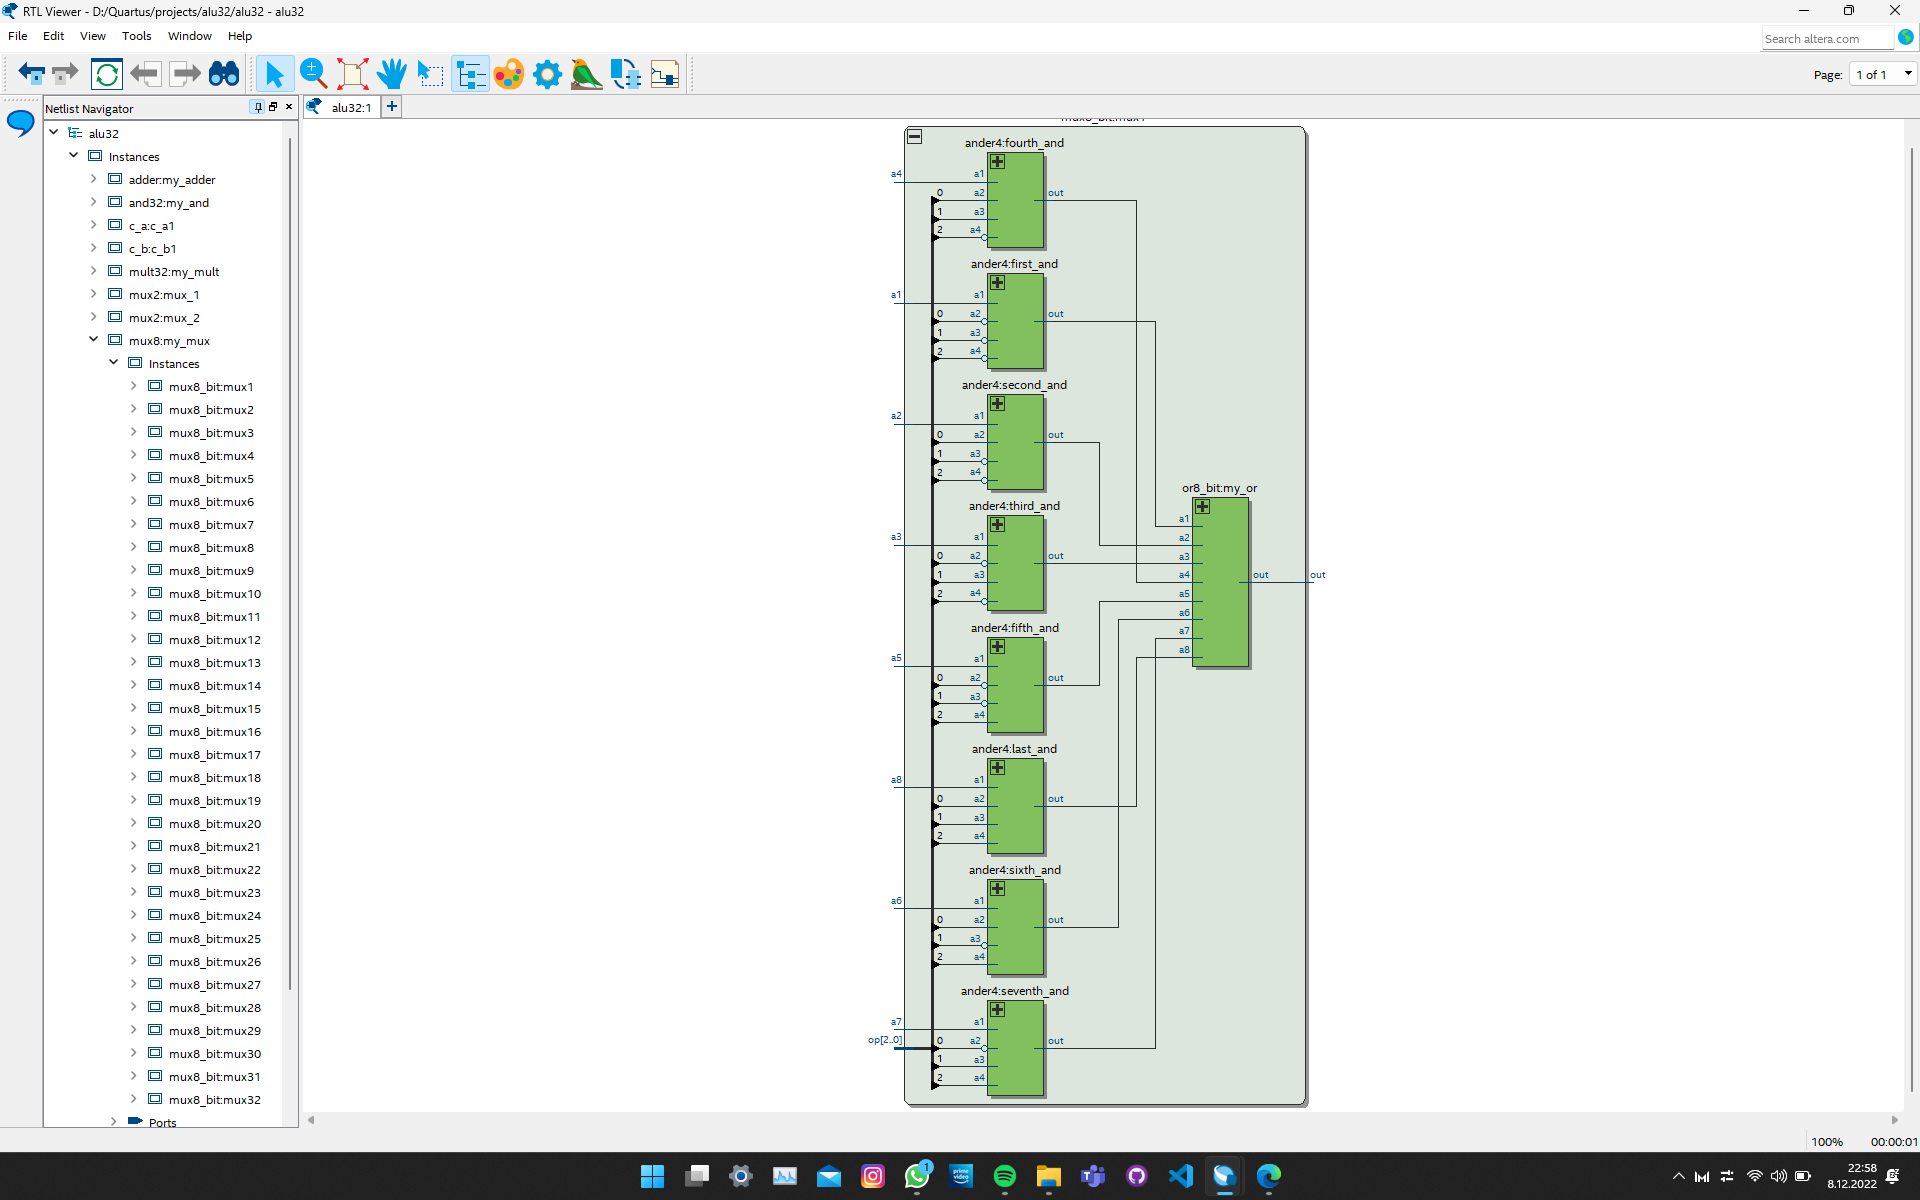 RTL Viewer - D:/Quartus/projects/alu32/alu32 - alu32
File Edit View Tools Window Help
Search altera.com
Page: 1 of 1
Netlist Navigator
alu32:1
alu32
Instances
adder:my_adder
and32:my_and
c_a:c_a1
c_b:c_b1
mult32:my_mult
mux2:mux_1
mux2:mux_2
mux8:my_mux
Instances
mux8_bit:mux1
mux8_bit:mux2
mux8_bit:mux3
mux8_bit:mux4
mux8_bit:mux5
mux8_bit:mux6
mux8_bit:mux7
mux8_bit:mux8
mux8_bit:mux9
mux8_bit:mux10
mux8_bit:mux11
mux8_bit:mux12
mux8_bit:mux13
mux8_bit:mux14
mux8_bit:mux15
mux8_bit:mux16
mux8_bit:mux17
mux8_bit:mux18
mux8_bit:mux19
mux8_bit:mux20
mux8_bit:mux21
mux8_bit:mux22
mux8_bit:mux23
mux8_bit:mux24
mux8_bit:mux25
mux8_bit:mux26
mux8_bit:mux27
mux8_bit:mux28
mux8_bit:mux29
mux8_bit:mux30
mux8_bit:mux31
mux8_bit:mux32
Ports
ander4:fourth_and
a4 a1
0 a2 out
1 a3
2 a4
ander4:first_and
a1 a1
0 a2 out
1 a3
2 a4
ander4:second_and
a2 a1
0 a2 out
1 a3
2 a4
ander4:third_and
a3 a1
0 a2 out
1 a3
2 a4
ander4:fifth_and
a5 a1
0 a2 out
1 a3
2 a4
ander4:last_and
a8 a1
0 a2 out
1 a3
2 a4
ander4:sixth_and
a6 a1
0 a2 out
1 a3
2 a4
ander4:seventh_and
a7 a1
op[2..0] 0 a2 out
1 a3
2 a4
or8_bit:my_or
a1
a2
a3
a4 out out
a5
a6
a7
a8
100% 00:00:01
1
prime video
22:58
8.12.2022